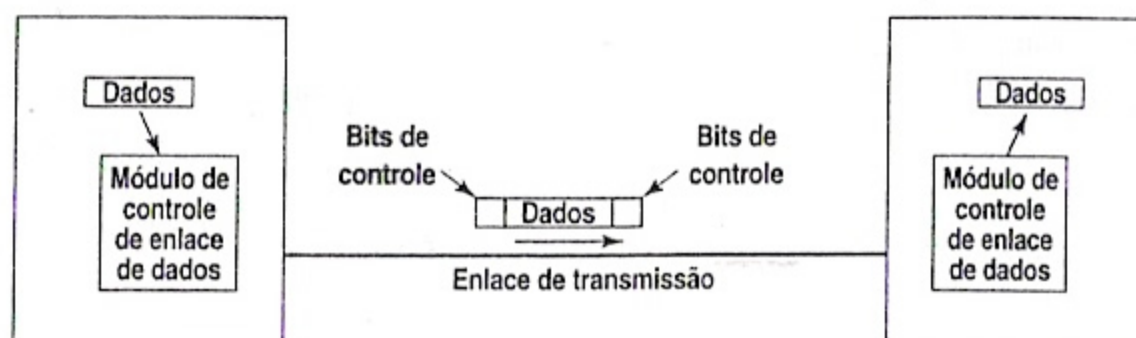 Dados
Módulo de
controle
de enlace
de dados
Bits de
controle
Dados
Bits de
controle
Enlace de transmissão
Dados
Módulo de
controle
de enlace
de dados